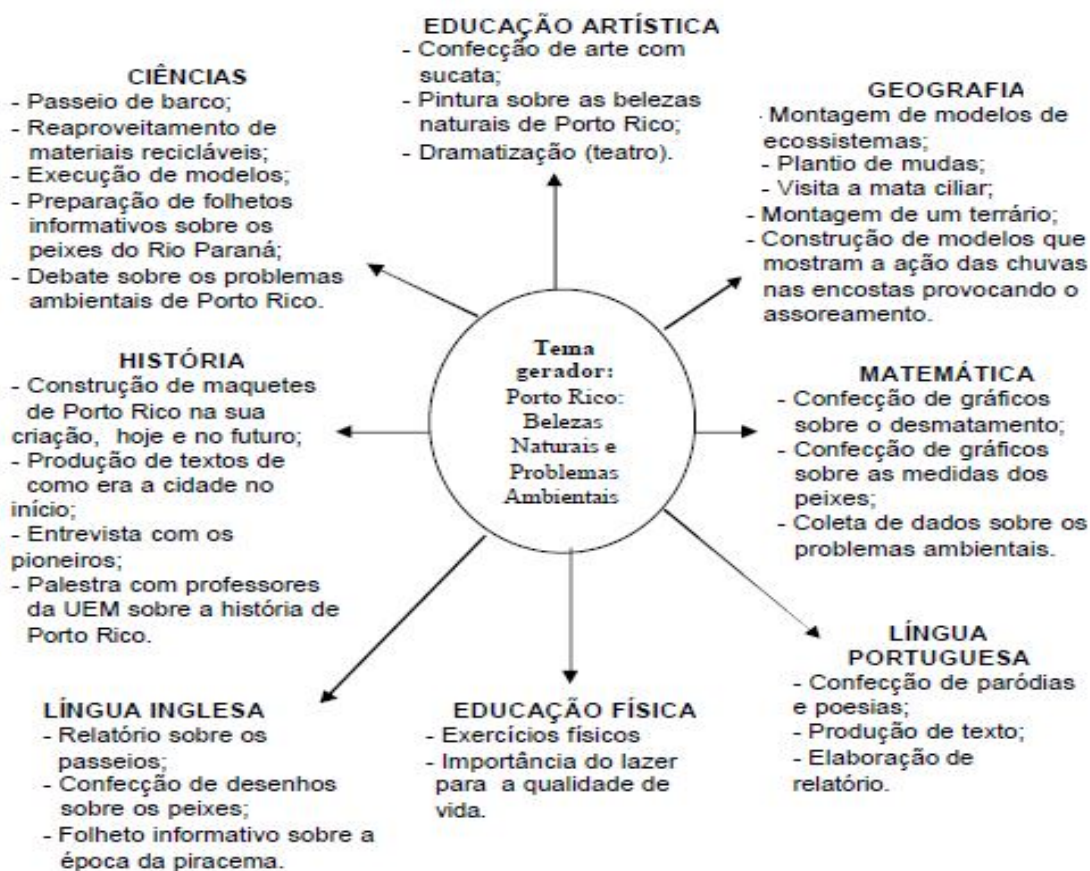 EDUCAÇÃO ARTÍSTICA
- Confecção de arte com
sucata;
- Pintura sobre as belezas
naturais de Porto Rico;
- Dramatização (teatro).
CIÊNCIAS
- Passeio de barco;
- Reaproveitamento de
materiais recicláveis;
- Execução de modelos;
- Preparação de folhetos
informativos sobre os
peixes do Rio Paraná;
- Debate sobre os problemas
ambientais de Porto Rico.
GEOGRAFIA
- Montagem de modelos de
ecossistemas;
- Plantio de mudas;
- Visita a mata ciliar;
- Montagem de um terrário;
- Construção de modelos que
mostram a ação das chuvas
nas encostas provocando o
assoreamento.
Tema
gerador:
Porto Rico:
Belezas
Naturais e
Problemas
Ambientais
HISTÓRIA
- Construção de maquetes
de Porto Rico na sua
criação, hoje e no futuro;
- Produção de textos de
como era a cidade no
início;
- Entrevista com os
pioneiros;
- Palestra com professores
da UEM sobre a história de
Porto Rico.
MATEMÁTICA
- Confecção de gráficos
sobre o desmatamento;
- Confecção de gráficos
sobre as medidas dos
peixes;
- Coleta de dados sobre os
problemas ambientais.
LÍNGUA INGLESA
- Relatório sobre os
passeios;
- Confecção de desenhos
sobre os peixes;
- Folheto informativo sobre a
época da piracema.
EDUCAÇÃO FÍSICA
- Exercícios físicos
- Importância do lazer
para a qualidade de
vida.
LÍNGUA
PORTUGUESA
- Confecção de paródias
e poesias;
- Produção de texto;
- Elaboração de
relatório.